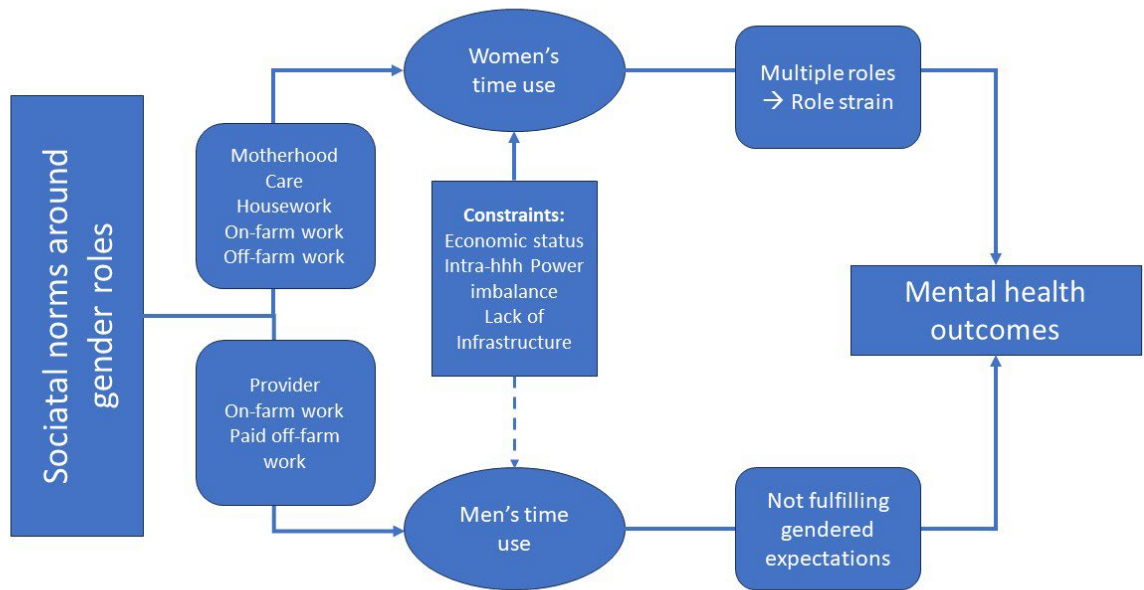 Sociatal norms around
gender roles
Motherhood
Care
Housework
On-farm work
Off-farm work
Provider
On-farm work
Paid off-farm
work
Women's
time use
Constraints:
Economic status
Intra-hhh Power
imbalance
Lack of
Infrastructure
Men's time
use
Multiple roles
→ Role strain
Not fulfilling
gendered
expectations
Mental health
outcomes